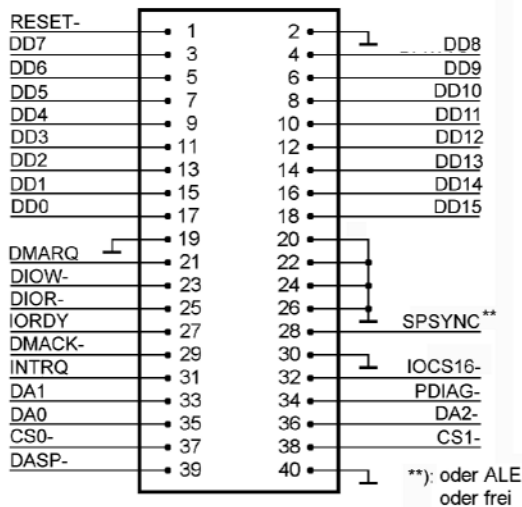 RESET- 1 2
DD7 3 4 DD8
DD6 5 6 DD9
DD5 7 8 DD10
DD4 9 10 DD11
DD3 11 12 DD12
DD2 13 14 DD13
DD1 15 16 DD14
DD0 17 18 DD15
19 20
DMARQ 21 22
DIOW- 23 24
DIOR- 25 26
IORDY 27 28 SPSYNC**
DMACK- 29 30
INTRQ 31 32 IOCS16-
DA1 33 34 PDIAG-
DA0 35 36 DA2-
CS0- 37 38 CS1-
DASP- 39 40
**): oder ALE
oder frei